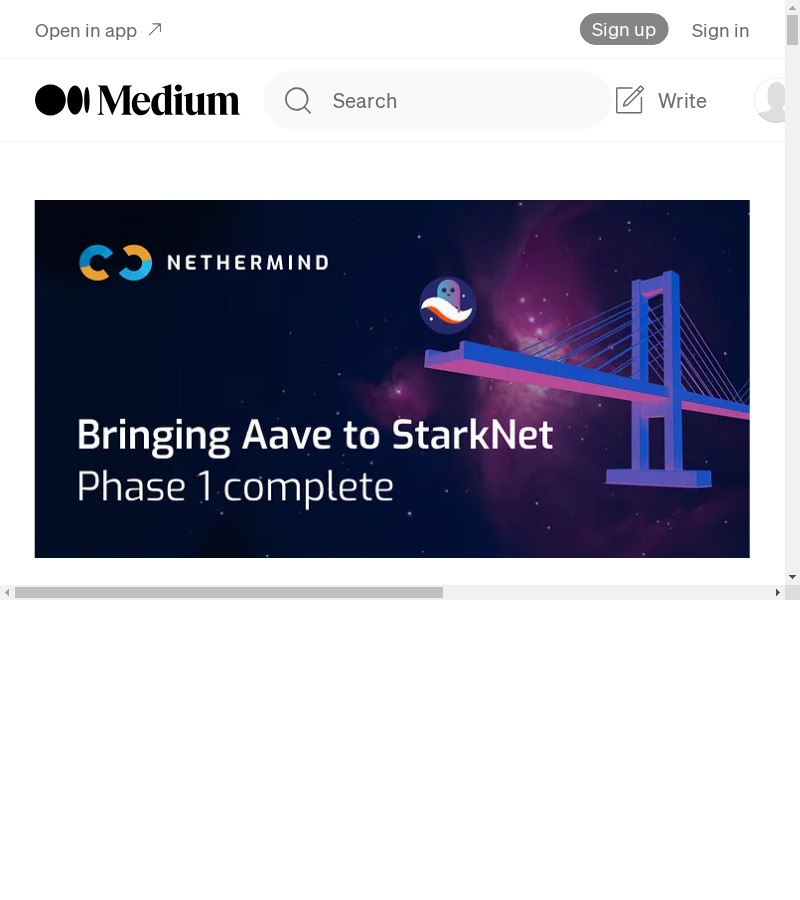 Open in app
Sign up
Sign in
Medium
Search
Write
NETHERMIND
Bringing Aave to StarkNet
Phase 1 complete